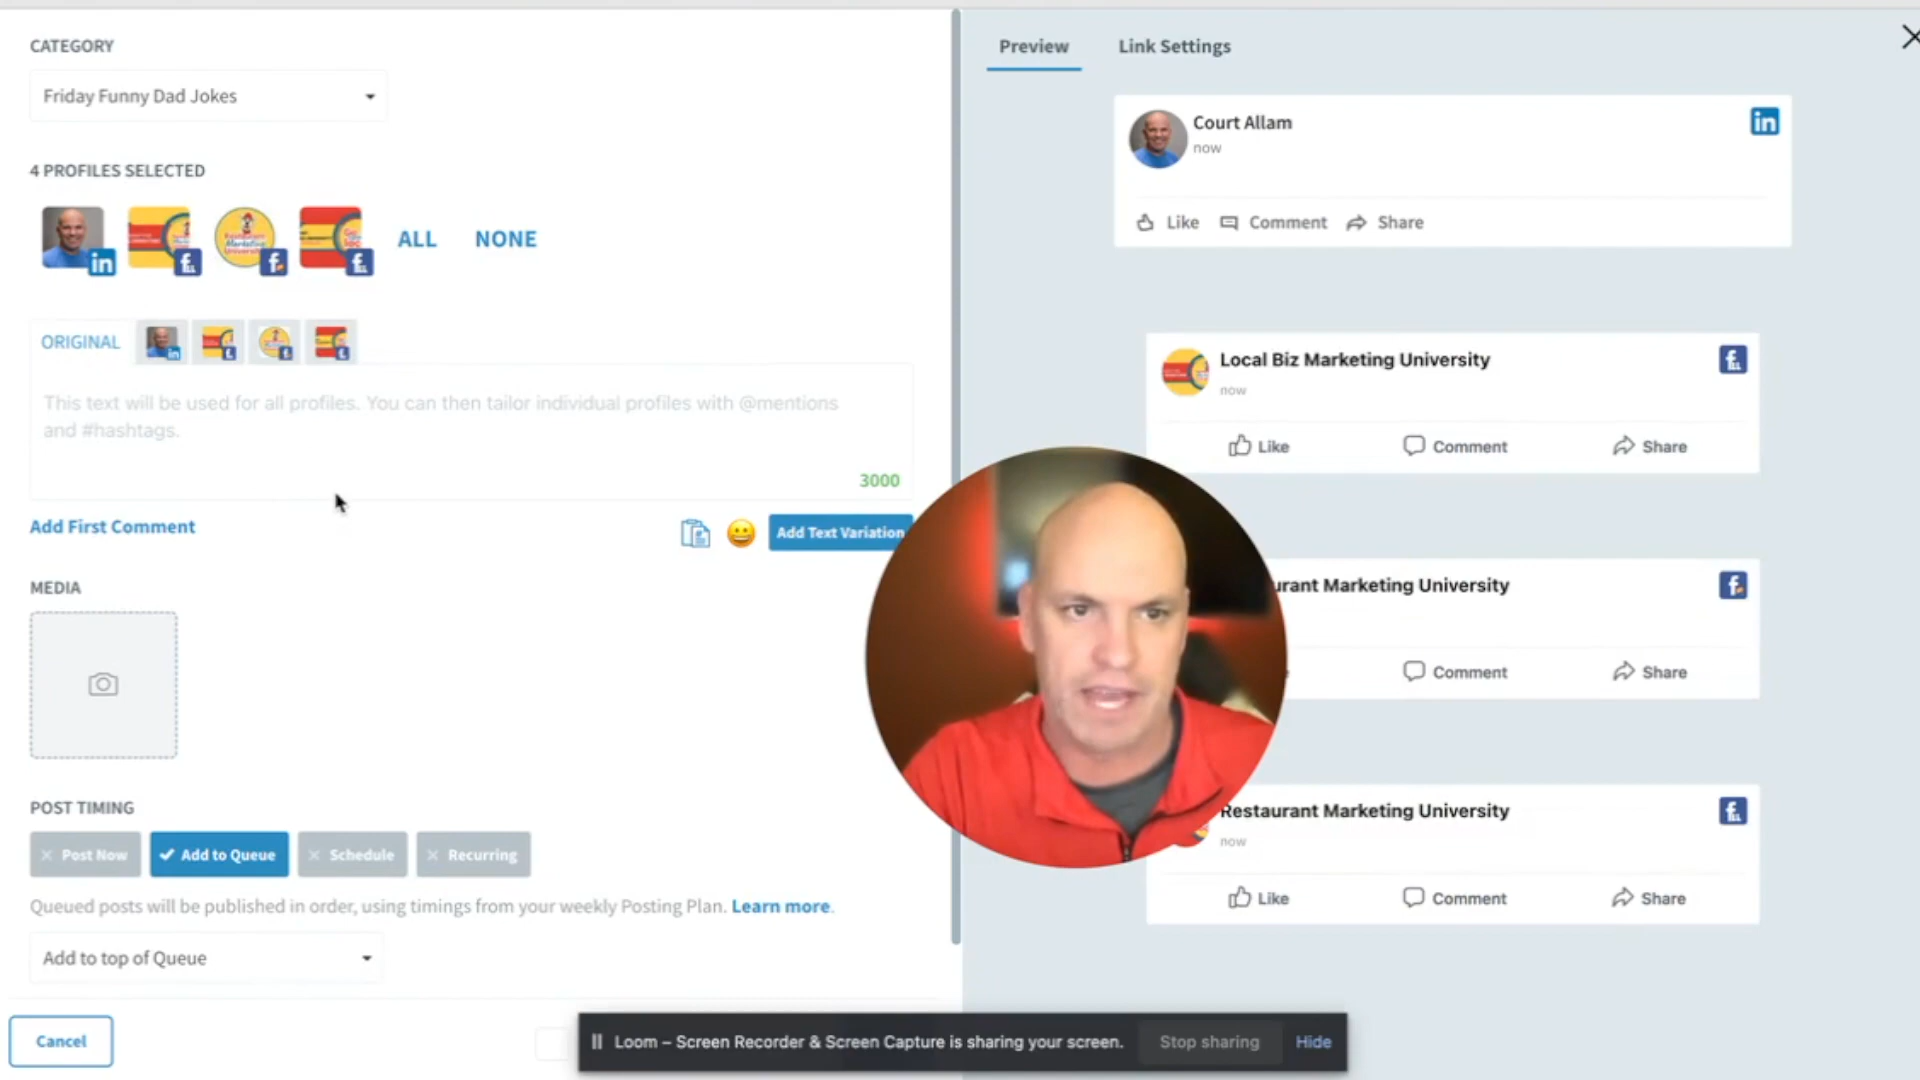 CATEGORY
Friday Funny Dad Jokes
4 PROFILES SELECTED
ALL
NONE
ORIGINAL
This text will be used for all profiles. You can then tailor individual profiles with @mentions
and #hashtags.
3000
Add First Comment
Add Text Variation
MEDIA
POST TIMING
Post Now
Add to Queue
Schedule
Recurring
Queued posts will be published in order, using timings from your weekly Posting Plan. Learn more.
Add to top of Queue
Cancel
Preview
Link Settings
Court Allam
now
in
Like
Comment
Share
Local Biz Marketing University
now
Like
Comment
Share
urant Marketing University
Comment
Share
Restaurant Marketing University
now
Like
Comment
Share
Loom – Screen Recorder & Screen Capture is sharing your screen.
Stop sharing
Hide